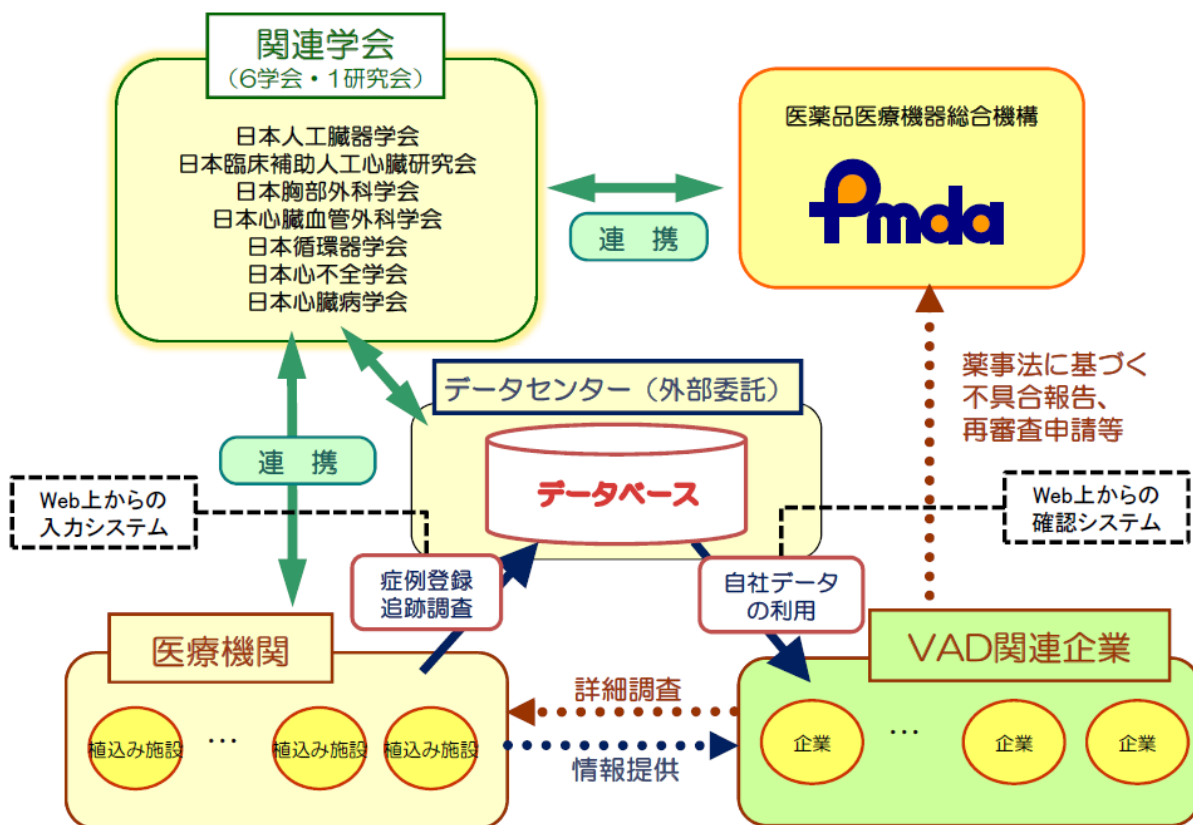 関連学会
(6学会・1研究会)
日本人工臓器学会
日本臨床補助人工心臓研究会
日本胸部外科学会
日本心臓血管外科学会
日本循環器学会
日本心不全学会
日本心臓病学会
医薬品医療機器総合機構
Pmda
連 携
薬事法に基づく
不具合報告、
再審査申請等
データセンター(外部委託)
データベース
連 携
Web上からの
入力システム
Web上からの
確認システム
症例登録
追跡調査
自社データ
の利用
医療機関
植込み施設 … 植込み施設 植込み施設
詳細調査
情報提供
VAD関連企業
企業 … 企業 企業